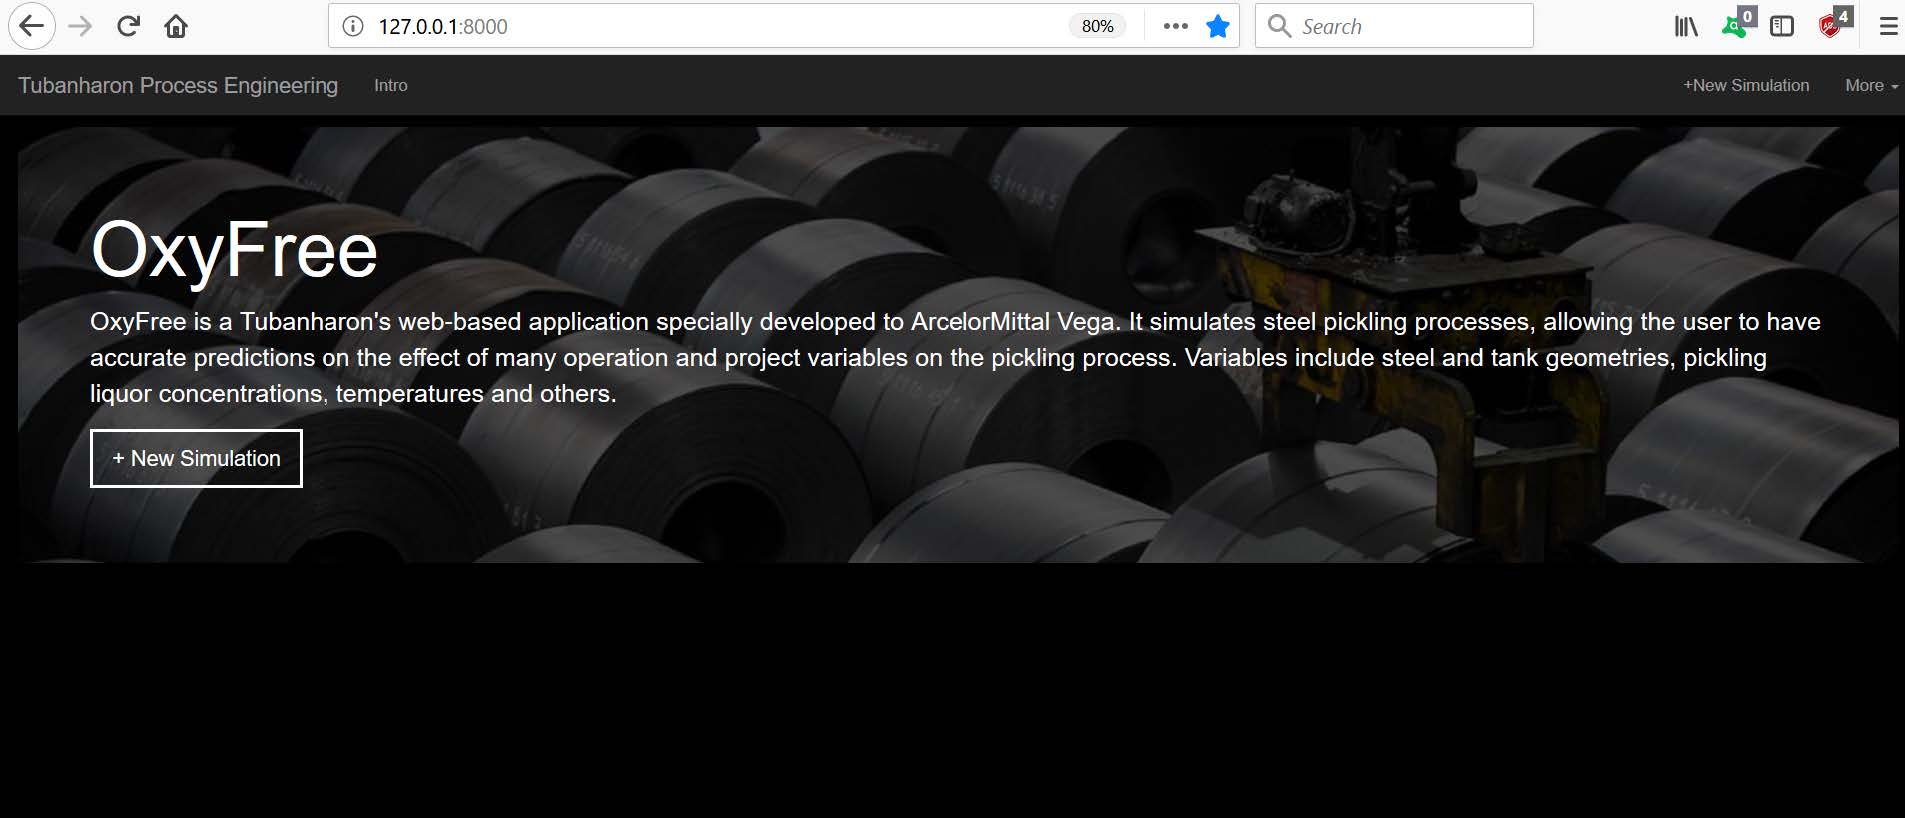 127.0.0.1:8000
80%
Search
0
4
Tubanharon Process Engineering
Intro
+New Simulation
More
OxyFree
OxyFree is a Tubanharon's web-based application specially developed to ArcelorMittal Vega. It simulates steel pickling processes, allowing the user to have
accurate predictions on the effect of many operation and project variables on the pickling process. Variables include steel and tank geometries, pickling
liquor concentrations, temperatures and others.
+ New Simulation